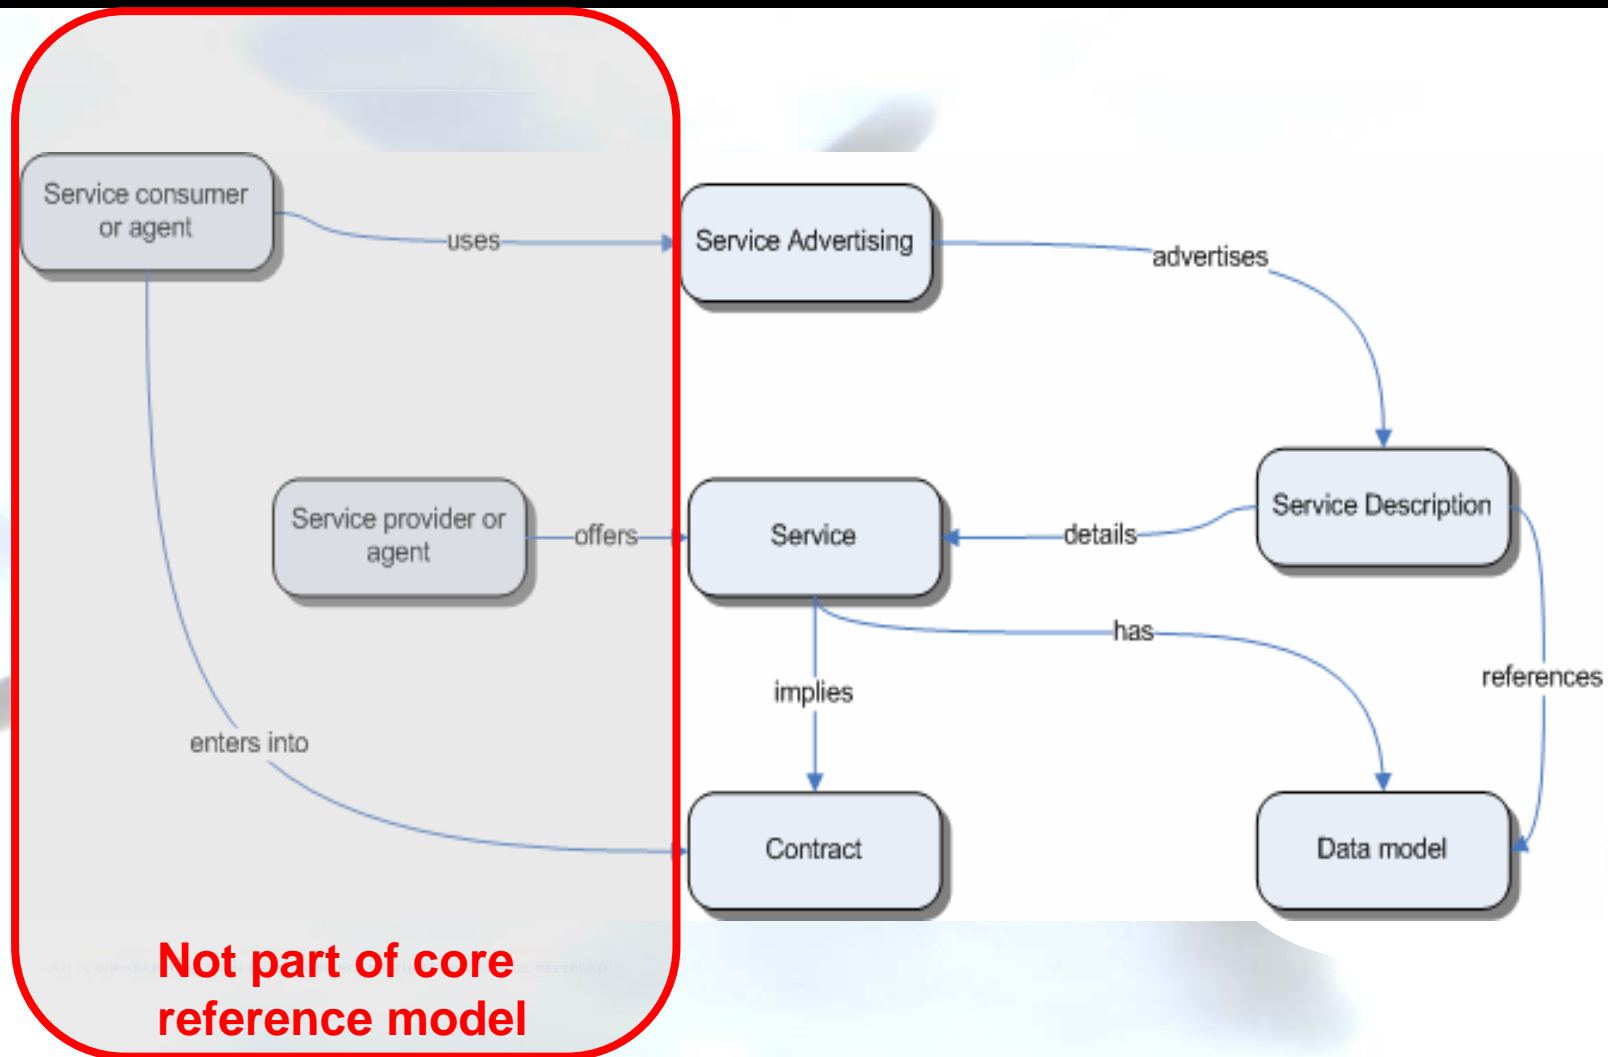 Service consumer
or agent
uses
Service Advertising
advertises
Service provider or
agent
offers
Service
details
Service Description
has
implies
references
enters into
Contract
Data model
Not part of core
reference model